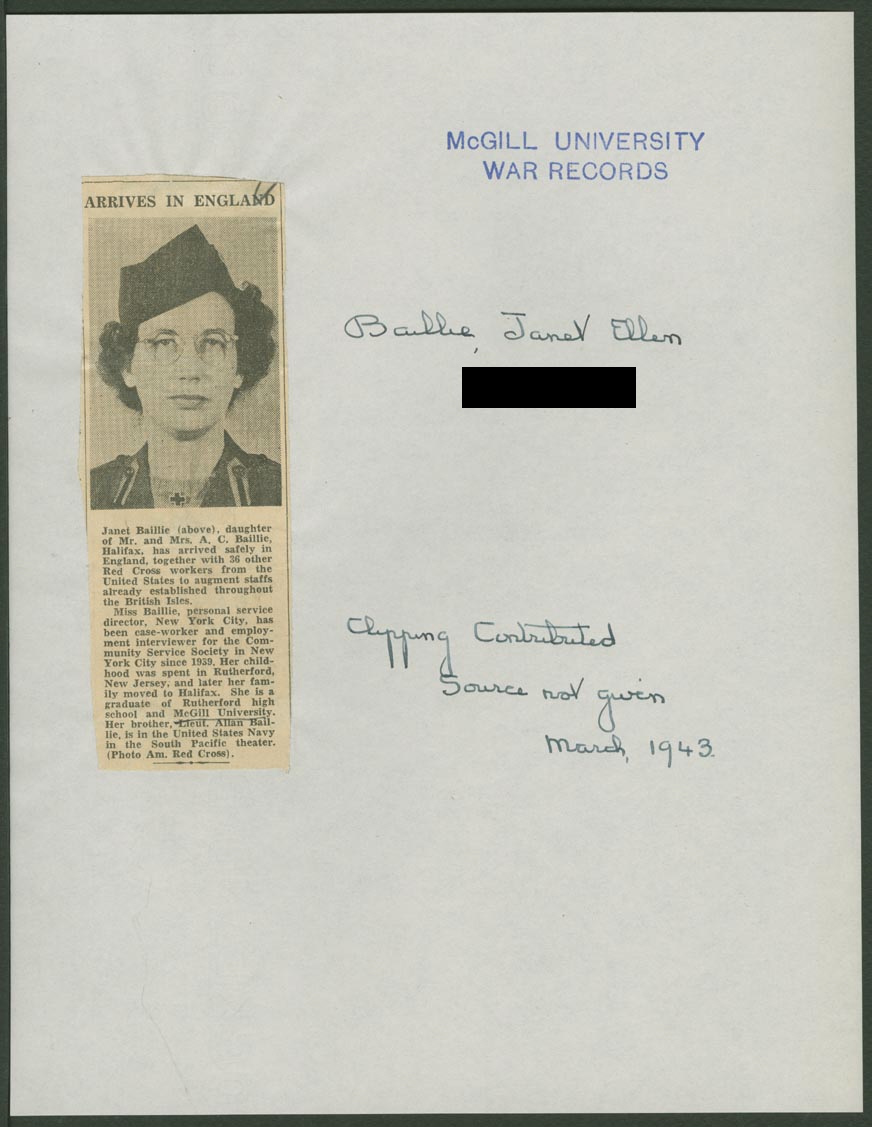 McGILL UNIVERSITY
WAR RECORDS
ARRIVES IN ENGLAND
Baillie, Janet Ellen
Janet Baillie (above), daughter
of Mr. and Mrs. A. C. Baillie,
Halifax, has arrived safely in
England, together with 36 other
Red Cross workers from the
United States to augment staffs
already established throughout
the British Isles.
Miss Baillie, personal service
director, New York City, has
been case-worker and employ-
ment interviewer for the Com-
munity Service Society in New
York City since 1939. Her child-
hood was spent in Rutherford,
New Jersey, and later her fam-
ily moved to Halifax. She is a
graduate of Rutherford high
school and McGill University.
Her brother, Lieut. Allan Bail-
lie, is in the United States Navy
in the South Pacific theater.
(Photo Am. Red Cross).
Clipping Contributed
Source not given
March, 1943.